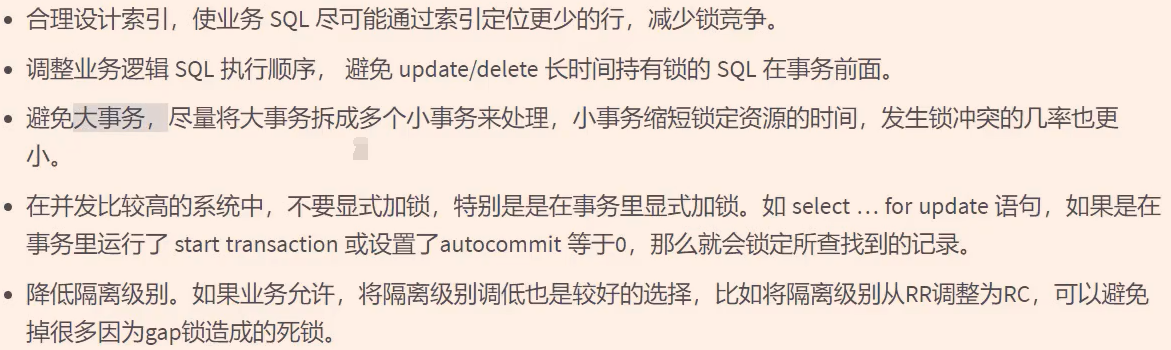 • 合理设计索引，使业务 SQL 尽可能通过索引定位更少的行，减少锁竞争。
• 调整业务逻辑 SQL 执行顺序， 避免 update/delete 长时间持有锁的 SQL 在事务前面。
• 避免大事务，尽量将大事务拆成多个小事务来处理，小事务缩短锁定资源的时间，发生锁冲突的几率也更
小。
• 在并发比较高的系统中，不要显式加锁，特别是是在事务里显式加锁。如 select … for update 语句，如果是在
事务里运行了 start transaction 或设置了autocommit 等于0，那么就会锁定所查找到的记录。
• 降低隔离级别。如果业务允许，将隔离级别调低也是较好的选择，比如将隔离级别从RR调整为RC，可以避免
掉很多因为gap锁造成的死锁。